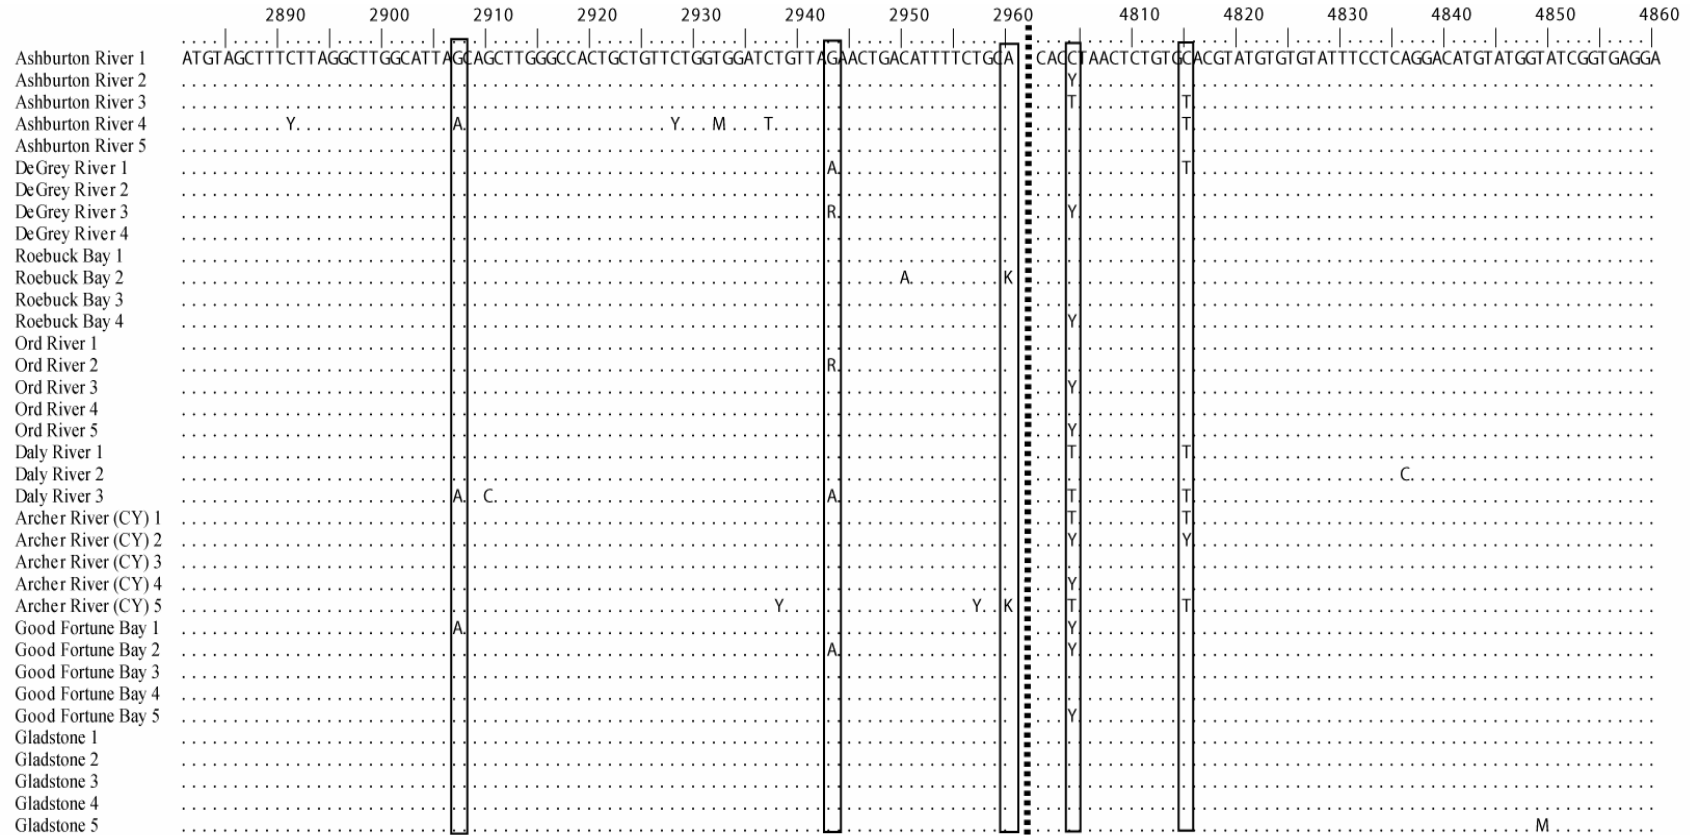 2890 2900 2910 2920 2930 2940 2950 2960 4810 4820 4830 4840 4850 4860
Ashburton River 1 ATGTAGCTTTCTTAGGCTTGGCATTAGCAGCTTGGGCCACTGCTGTTCTGGTGGATCTGTTAGAACTGACATTTTCTGCA CACCTAACTCTGTGCACGTATGTGTGTATTTCCTCAGGACATGTATGGTATCGGTGAGGA
Ashburton River 2 Y
Ashburton River 3 T T
Ashburton River 4 Y A Y M T T
Ashburton River 5
DeGrey River 1 A T
DeGrey River 2
DeGrey River 3 R Y
DeGrey River 4
Roebuck Bay 1
Roebuck Bay 2 A K
Roebuck Bay 3
Roebuck Bay 4 Y
Ord River 1
Ord River 2 R
Ord River 3 Y
Ord River 4
Ord River 5 Y
Daly River 1 T T
Daly River 2 C
Daly River 3 A C A T T
Archer River (CY) 1 T T
Archer River (CY) 2 Y Y
Archer River (CY) 3
Archer River (CY) 4 Y
Archer River (CY) 5 Y Y K T T
Good Fortune Bay 1 A Y
Good Fortune Bay 2 A Y
Good Fortune Bay 3
Good Fortune Bay 4
Good Fortune Bay 5 Y
Gladstone 1
Gladstone 2
Gladstone 3
Gladstone 4
Gladstone 5 M